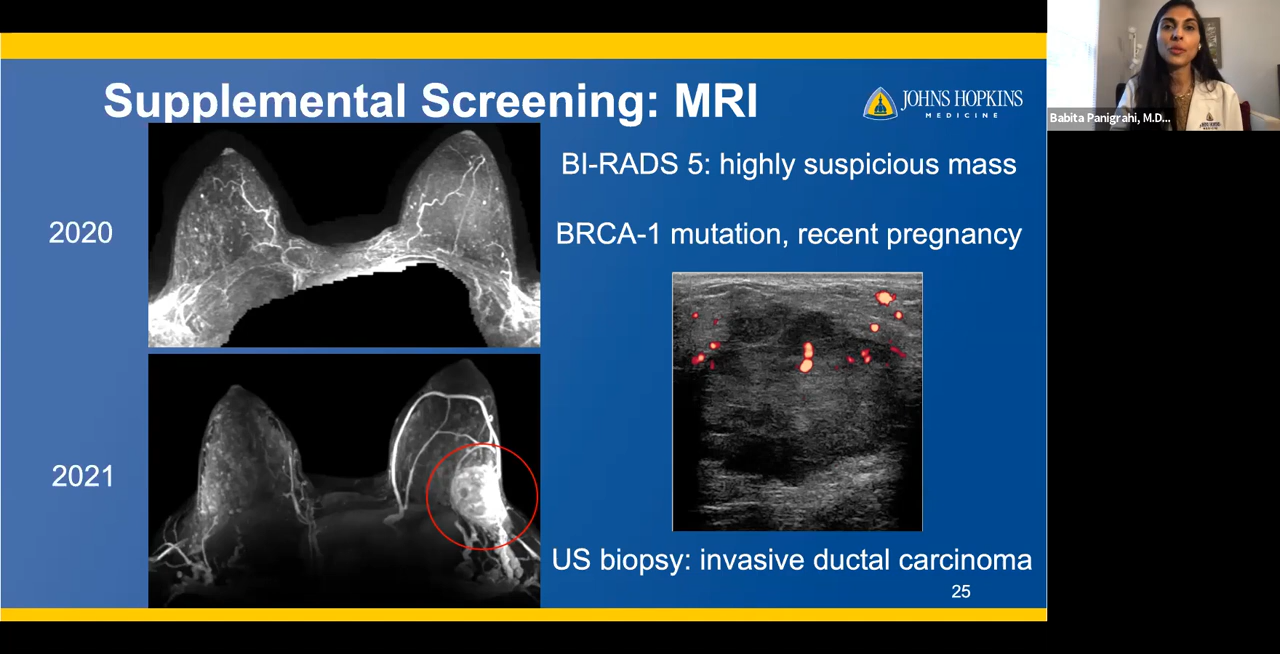 Supplemental Screening: MRI
JOHNS HOPKINS
MEDICINE
Babita Panigrahi, M.D...
BI-RADS 5: highly suspicious mass
2020
BRCA-1 mutation, recent pregnancy
2021
US biopsy: invasive ductal carcinoma
25